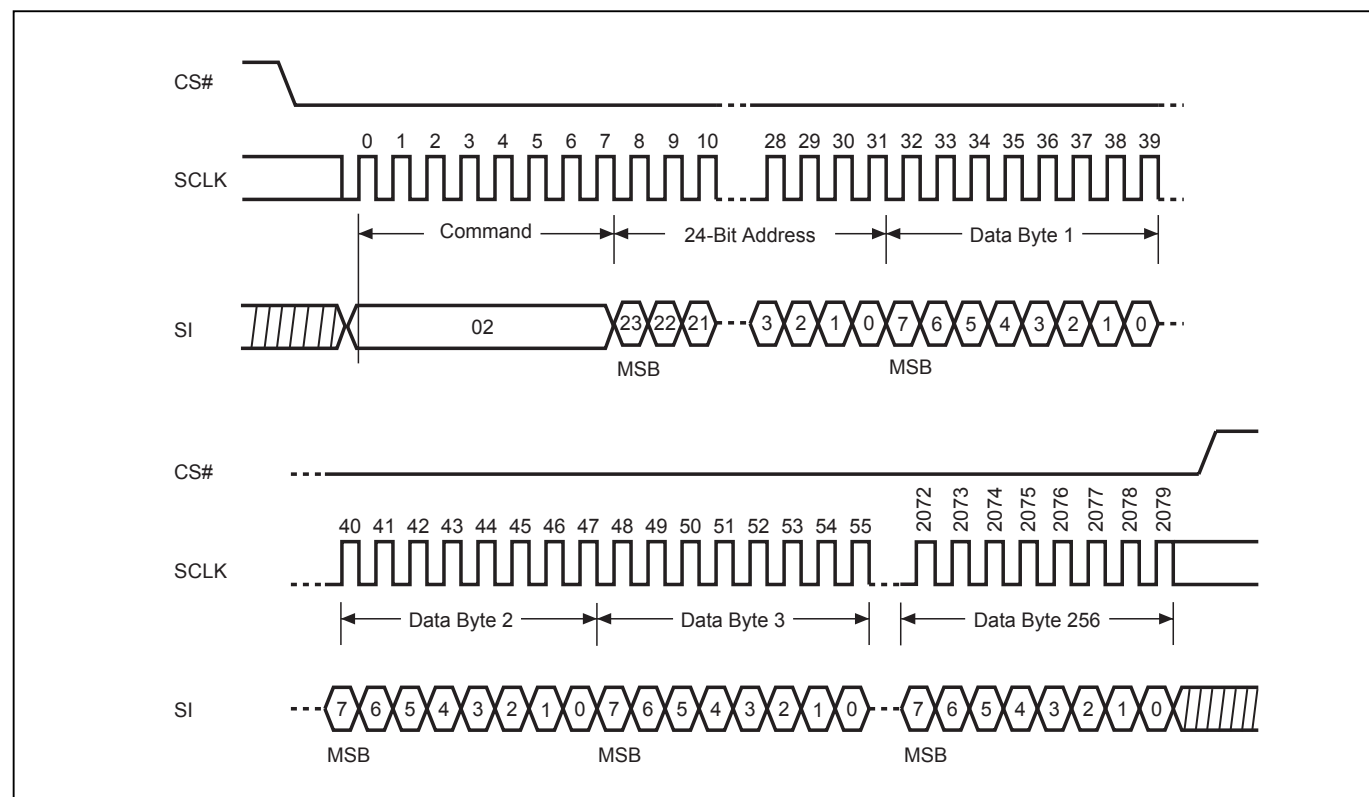 CS#
0 1 2 3 4 5 6 7 8 9 10 28 29 30 31 32 33 34 35 36 37 38 39
SCLK
Command 24-Bit Address Data Byte 1
SI 02 23 22 21 3 2 1 0 7 6 5 4 3 2 1 0
MSB MSB
CS#
40 41 42 43 44 45 46 47 48 49 50 51 52 53 54 55 2072 2073 2074 2075 2076 2077 2078 2079
SCLK
Data Byte 2 Data Byte 3 Data Byte 256
SI 7 6 5 4 3 2 1 0 7 6 5 4 3 2 1 0 7 6 5 4 3 2 1 0
MSB MSB MSB